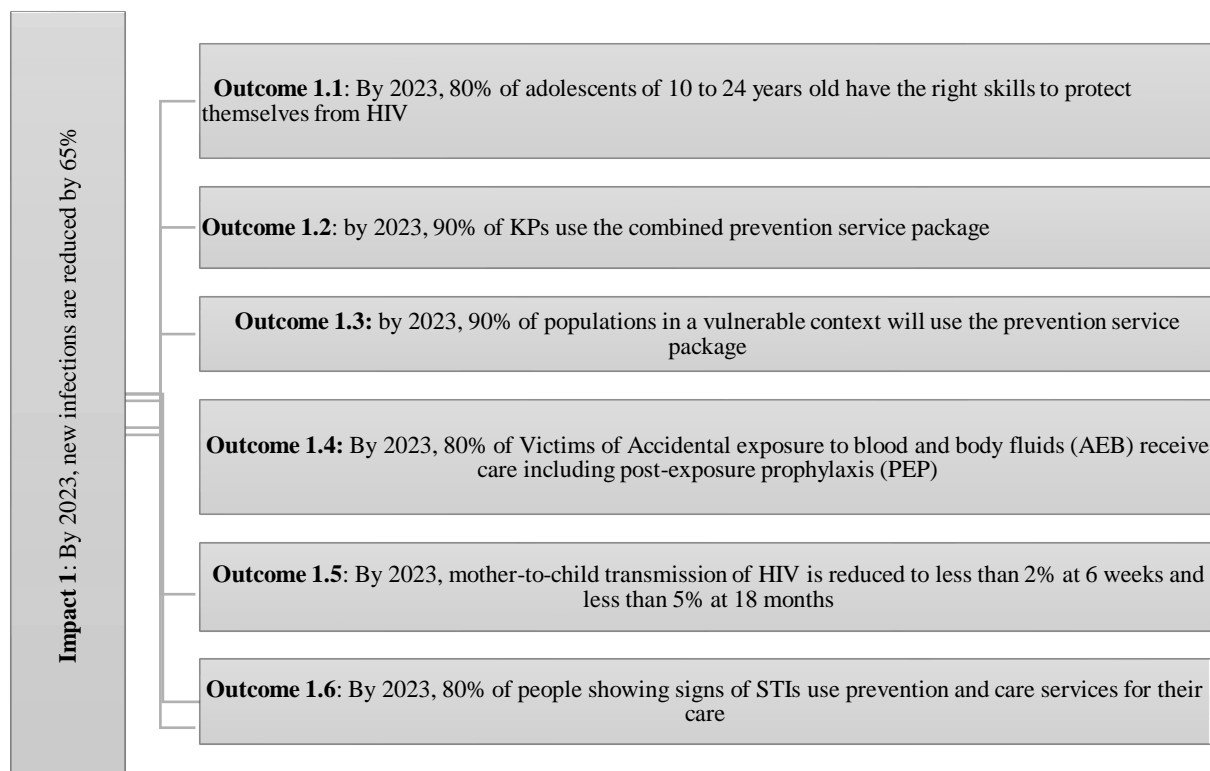 Impact 1: By 2023, new infections are reduced by 65%
Outcome 1.1: By 2023, 80% of adolescents of 10 to 24 years old have the right skills to protect
themselves from HIV
Outcome 1.2: by 2023, 90% of KPs use the combined prevention service package
Outcome 1.3: by 2023, 90% of populations in a vulnerable context will use the prevention service
package
Outcome 1.4: By 2023, 80% of Victims of Accidental exposure to blood and body fluids (AEB) receive
care including post-exposure prophylaxis (PEP)
Outcome 1.5: By 2023, mother-to-child transmission of HIV is reduced to less than 2% at 6 weeks and
less than 5% at 18 months
Outcome 1.6: By 2023, 80% of people showing signs of STIs use prevention and care services for their
care